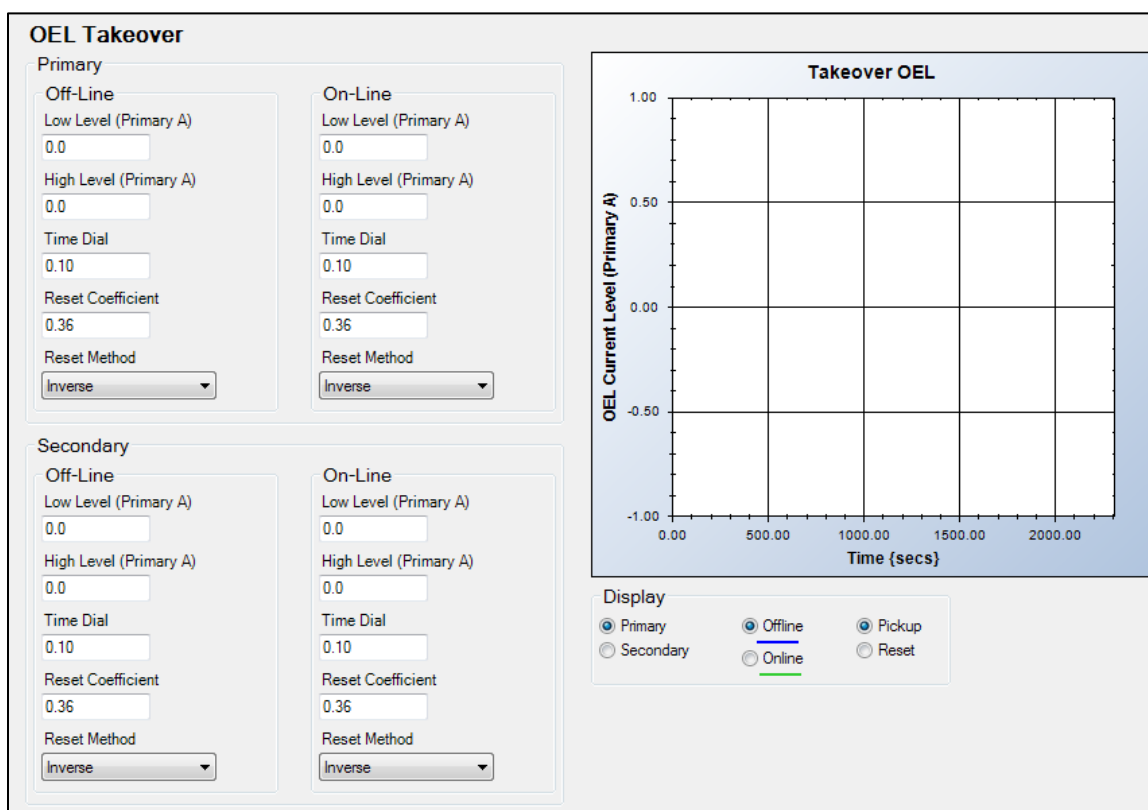 OEL Takeover
Primary
Off-Line
Low Level (Primary A)
0.0
High Level (Primary A)
0.0
Time Dial
0.10
Reset Coefficient
0.36
Reset Method
Inverse
On-Line
Low Level (Primary A)
0.0
High Level (Primary A)
0.0
Time Dial
0.10
Reset Coefficient
0.36
Reset Method
Inverse
Secondary
Off-Line
Low Level (Primary A)
0.0
High Level (Primary A)
0.0
Time Dial
0.10
Reset Coefficient
0.36
Reset Method
Inverse
On-Line
Low Level (Primary A)
0.0
High Level (Primary A)
0.0
Time Dial
0.10
Reset Coefficient
0.36
Reset Method
Inverse
Takeover OEL
OEL Current Level (Primary A)
1.00
0.50
0.00
-0.50
-1.00
0.00 500.00 1000.00 1500.00 2000.00
Time {secs}
Display
Primary Offline Pickup
Secondary Online Reset